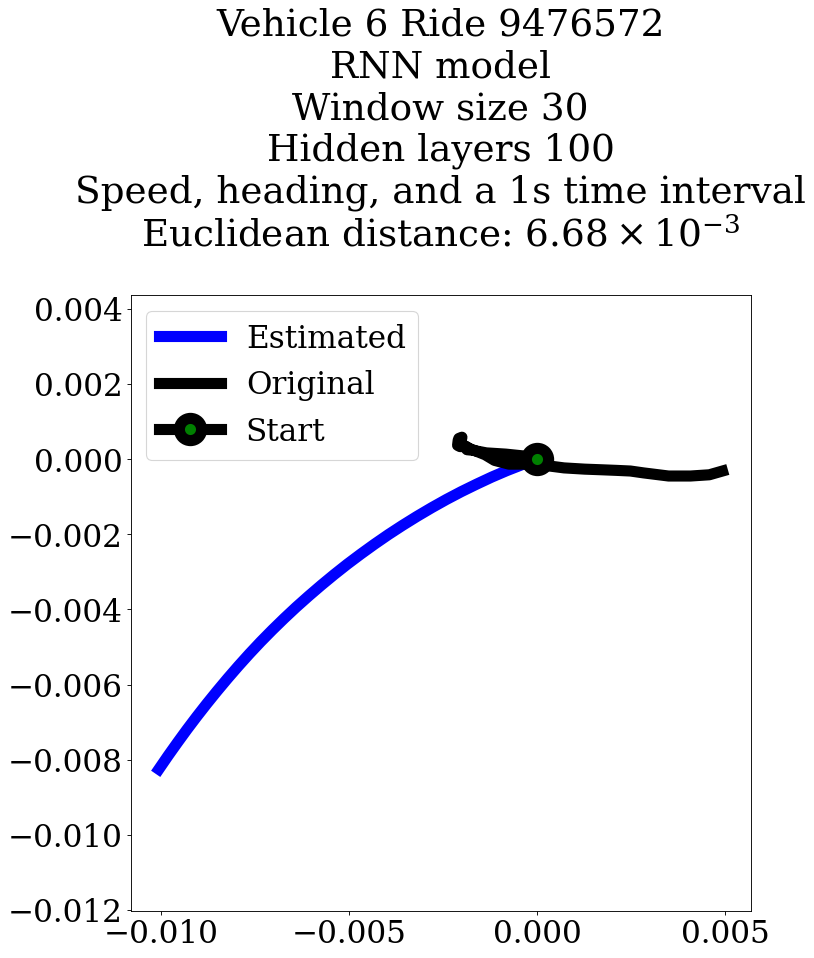 Vehicle 6 Ride 9476572
RNN model
Window size 30
Hidden layers 100
Speed, heading, and a 1s time interval
Euclidean distance: 6.68 × 10⁻³
Estimated
Original
Start
0.004
0.002
0.000
−0.002
−0.004
−0.006
−0.008
−0.010
−0.012
−0.010 −0.005 0.000 0.005